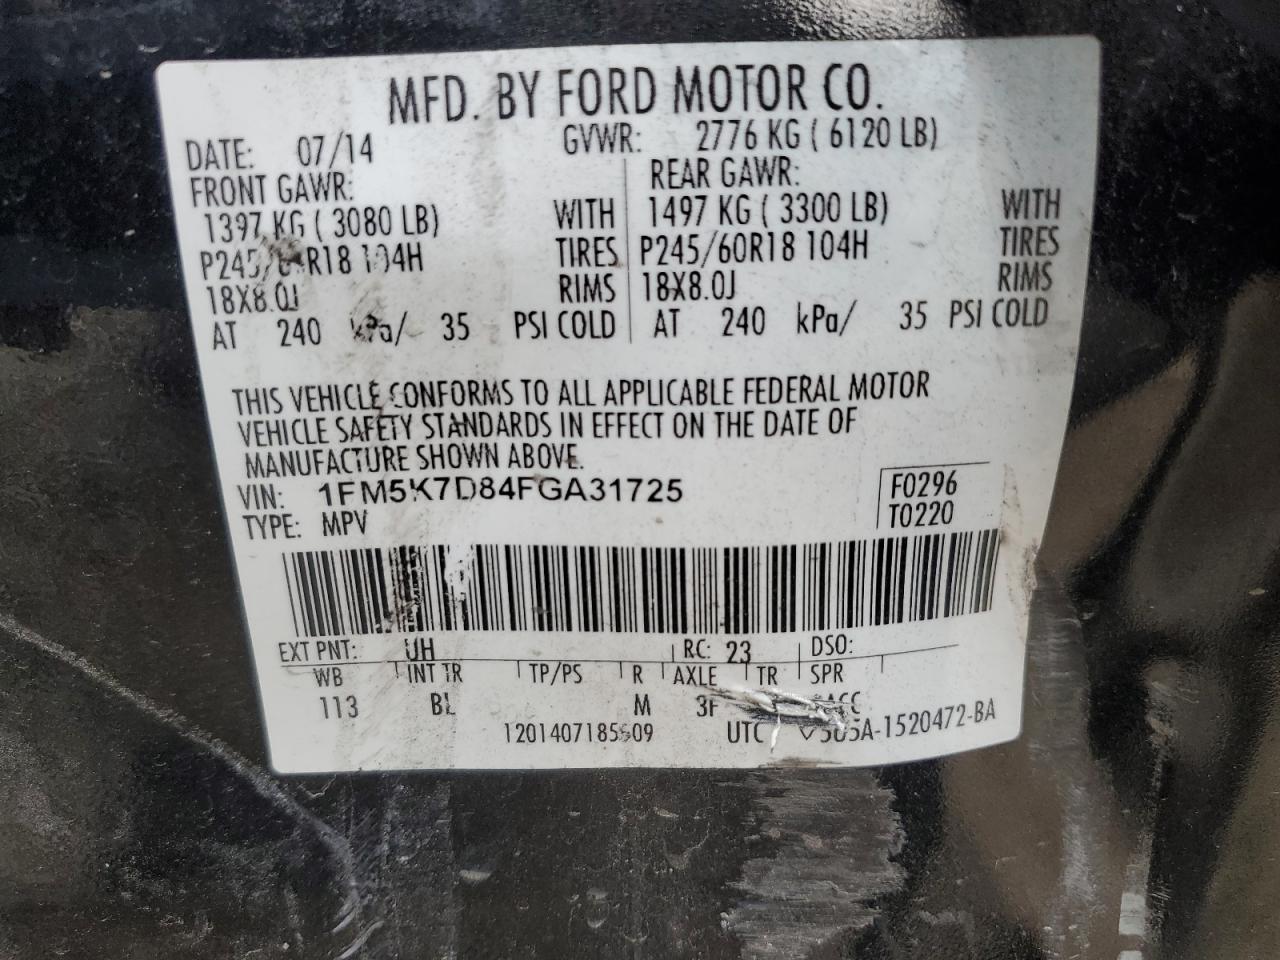 MFD. BY FORD MOTOR CO.
DATE: 07/14 GVWR: 2776 KG ( 6120 LB)
FRONT GAWR: REAR GAWR:
1397 KG ( 3080 LB) WITH 1497 KG ( 3300 LB) WITH
R18 104H TIRES P245/60R18 104H TIRES
18X8.0J RIMS 18X8.0J RIMS
AT 240 kPa/ 35 PSI COLD AT 240 kPa/ 35 PSI COLD
THIS VEHICLE CONFORMS TO ALL APPLICABLE FEDERAL MOTOR
VEHICLE SAFETY STANDARDS IN EFFECT ON THE DATE OF
MANUFACTURE SHOWN ABOVE.
VIN: 1FM5K7D84FGA31725 F0296
TYPE: MPV T0220
EXT PNT: UH RC: 23 DSO:
WB INT TR TP/PS R AXLE TR SPR
113 BL M
UTC